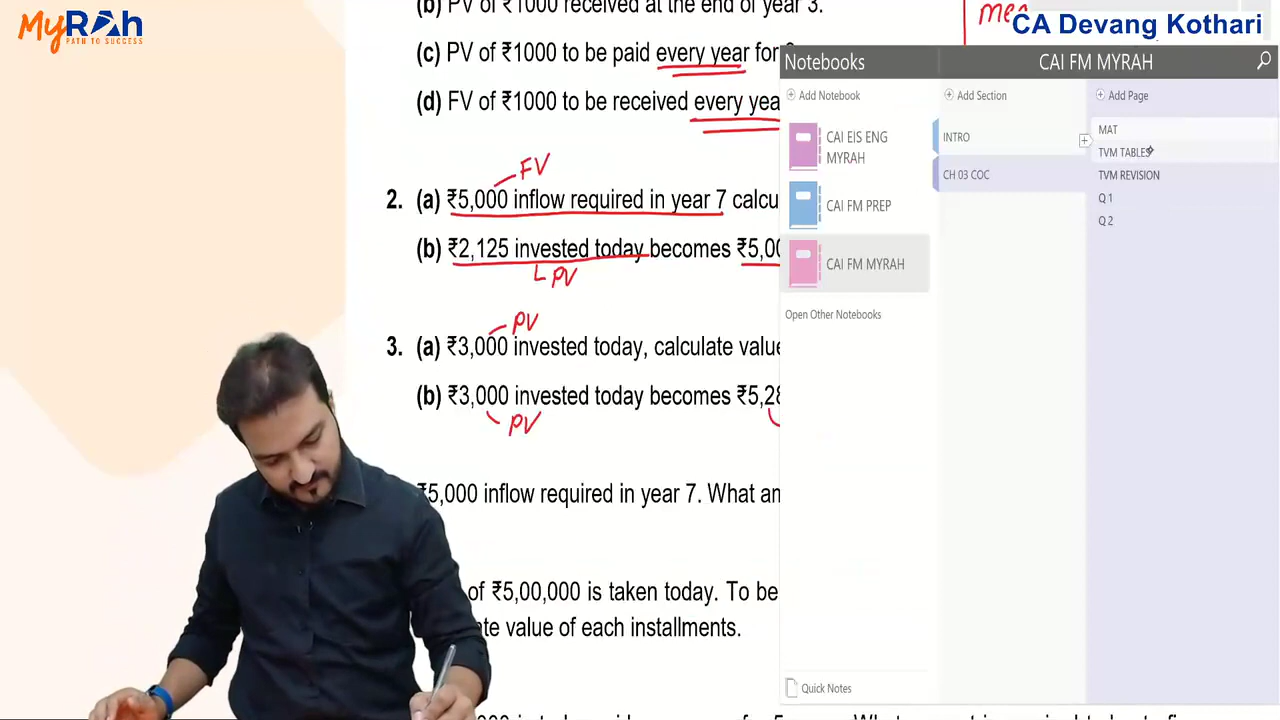 MyRAh
PATH TO SUCCESS
CA Devang Kothari
(b) PV of ₹1000 received at the end of year 3.
(c) PV of ₹1000 to be paid every year for
(d) FV of ₹1000 to be received every yea
FV
2. (a) ₹5,000 inflow required in year 7 calcu
(b) ₹2,125 invested today becomes ₹5,00
PV
PV
3. (a) ₹3,000 invested today, calculate value
(b) ₹3,000 invested today becomes ₹5,28
PV
₹5,000 inflow required in year 7. What am
of ₹5,00,000 is taken today. To be
value of each installments.
Notebooks
CAI FM MYRAH
Add Notebook
Add Section
Add Page
CAI EIS ENG
MYRAH
CAI FM PREP
CAI FM MYRAH
Open Other Notebooks
INTRO
CH 03 COC
MAT
TVM TABLES
TVM REVISION
Q 1
Q 2
Quick Notes